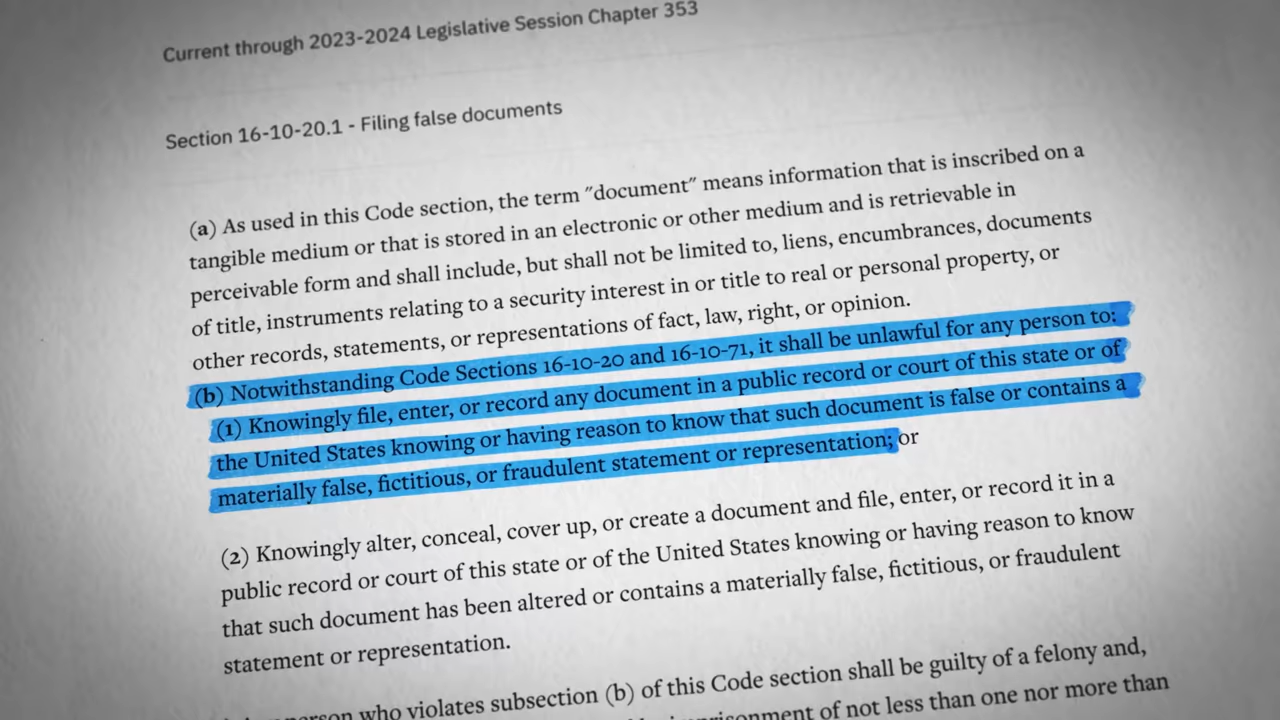 Current through 2023-2024 Legislative Session Chapter 353
Section 16-10-20.1 - Filing false documents
(a) As used in this Code section, the term "document" means information that is inscribed on a
tangible medium or that is stored in an electronic or other medium and is retrievable in
perceivable form and shall include, but shall not be limited to, liens, encumbrances, documents
of title, instruments relating to a security interest in or title to real or personal property, or
other records, statements, or representations of fact, law, right, or opinion.
(b) Notwithstanding Code Sections 16-10-20 and 16-10-71, it shall be unlawful for any person to:
(1) Knowingly file, enter, or record any document in a public record or court of this state or of
the United States knowing or having reason to know that such document is false or contains a
materially false, fictitious, or fraudulent statement or representation; or
(2) Knowingly alter, conceal, cover up, or create a document and file, enter, or record it in a
public record or court of this state or of the United States knowing or having reason to know
that such document has been altered or contains a materially false, fictitious, or fraudulent
statement or representation.
person who violates subsection (b) of this Code section shall be guilty of a felony and,
imprisonment of not less than one nor more than